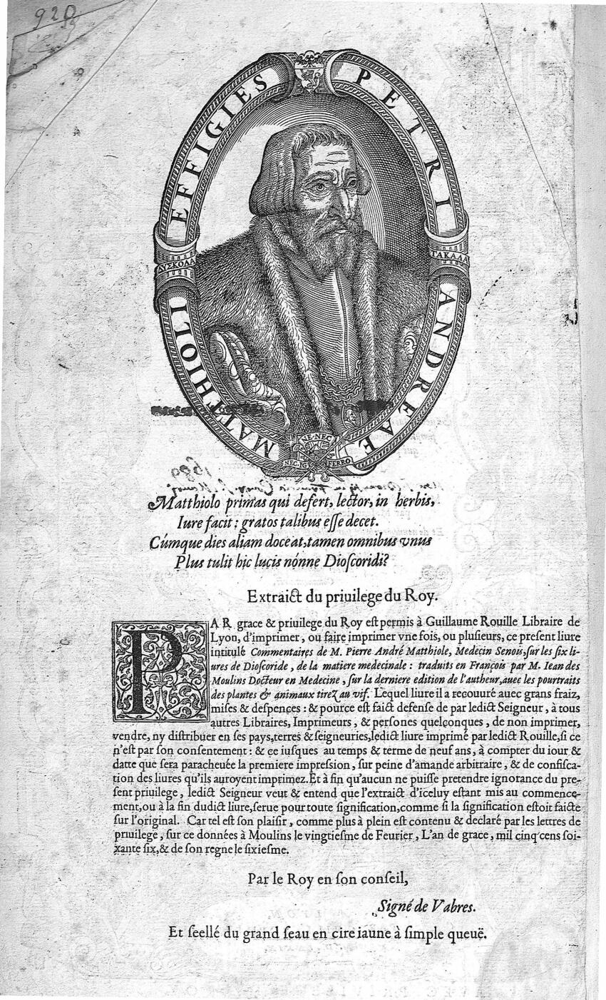 920
EFFIGIES PETRI
ΔΥΣΚΟΛΑ
ΤΑΚΑΛΑ
ANDREAE MATTHIOLI
NE.NEC
NEC.IG FERRO
1689
Matthiolo primas qui defert, lector, in herbis,
Iure facit; gratos talibus eſſe decet.
Cúmque dies aliam doceat, tamen omnibus vnus
Plus tulit hic lucis nónne Dioſcoridi?
Extraict du priuilege du Roy.
PAR grace & priuilege du Roy eſt permis à Guillaume Rouille Libraire de
Lyon, d'imprimer, ou faire imprimer vne fois, ou pluſieurs, ce preſent liure
intitulé Commentaires de M. Pierre André Matthiole, Medecin Senois, ſur les ſix li-
ures de Dioſcoride, de la matiere medecinale: traduits en François par M. Iean des
Moulins Docteur en Medecine, ſur la derniere edition de l'autheur, auec les pourtraits
des plantes & animaux tirez au vif. Lequel liure il a recouuré auec grans fraiz,
miſes & deſpences: & pource eſt faict defenſe de par ledict Seigneur, à tous
autres Libraires, Imprimeurs, & perſones quelconques, de non imprimer,
vendre, ny diſtribuer en ſes pays, terres & ſeigneuries, ledict liure imprimé par ledict Rouille, ſi ce
n'eſt par ſon conſentement: & ce iuſques au temps & terme de neuf ans, à compter du iour &
datte que ſera paracheuée la premiere impreſſion, ſur peine d'amande arbitraire, & de confiſca-
tion des liures qu'ils auroyent imprimez. Et à fin qu'aucun ne puiſſe pretendre ignorance du pre-
ſent priuilege, ledict Seigneur veut & entend que l'extraict d'iceluy eſtant mis au commence-
ment, ou à la fin dudict liure, ſerue pour toute ſignification, comme ſi la ſignification eſtoit faicte
ſur l'original. Car tel eſt ſon plaiſir, comme plus à plein eſt contenu & declaré par les lettres de
priuilege, ſur ce données à Moulins le vingtieſme de Feurier, L'an de grace, mil cinq cens ſoi-
xante ſix, & de ſon regne le ſixieſme.
Par le Roy en ſon conſeil,
Signé de Vabres.
Et ſeellé du grand ſeau en cire iaune à ſimple queuë.